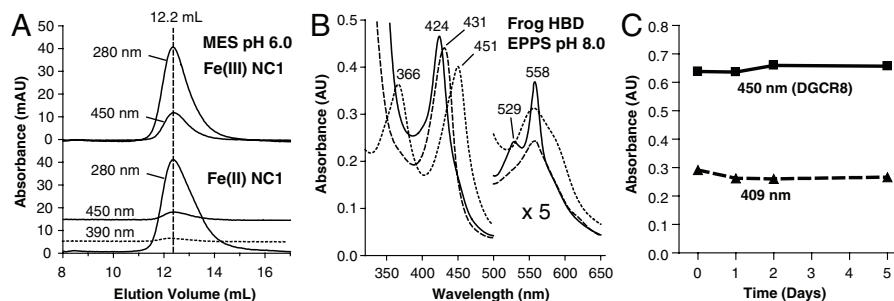 A
12.2 mL
MES pH 6.0
Fe(III) NC1
280 nm
450 nm
Fe(II) NC1
280 nm
450 nm
390 nm
Absorbance (mAU)
50
40
30
20
10
0
40
30
20
10
0
8 10 12 14 16
Elution Volume (mL)
B
Frog HBD
EPPS pH 8.0
424
431
451
366
558
529
x 5
Absorbance (AU)
0.5
0.4
0.3
0.2
0.1
0.0
350 400 450 500 550 600 650
Wavelength (nm)
C
450 nm (DGCR8)
409 nm
Absorbance (AU)
0.8
0.7
0.6
0.5
0.4
0.3
0.2
0.1
0.0
0 1 2 3 4 5
Time (Days)